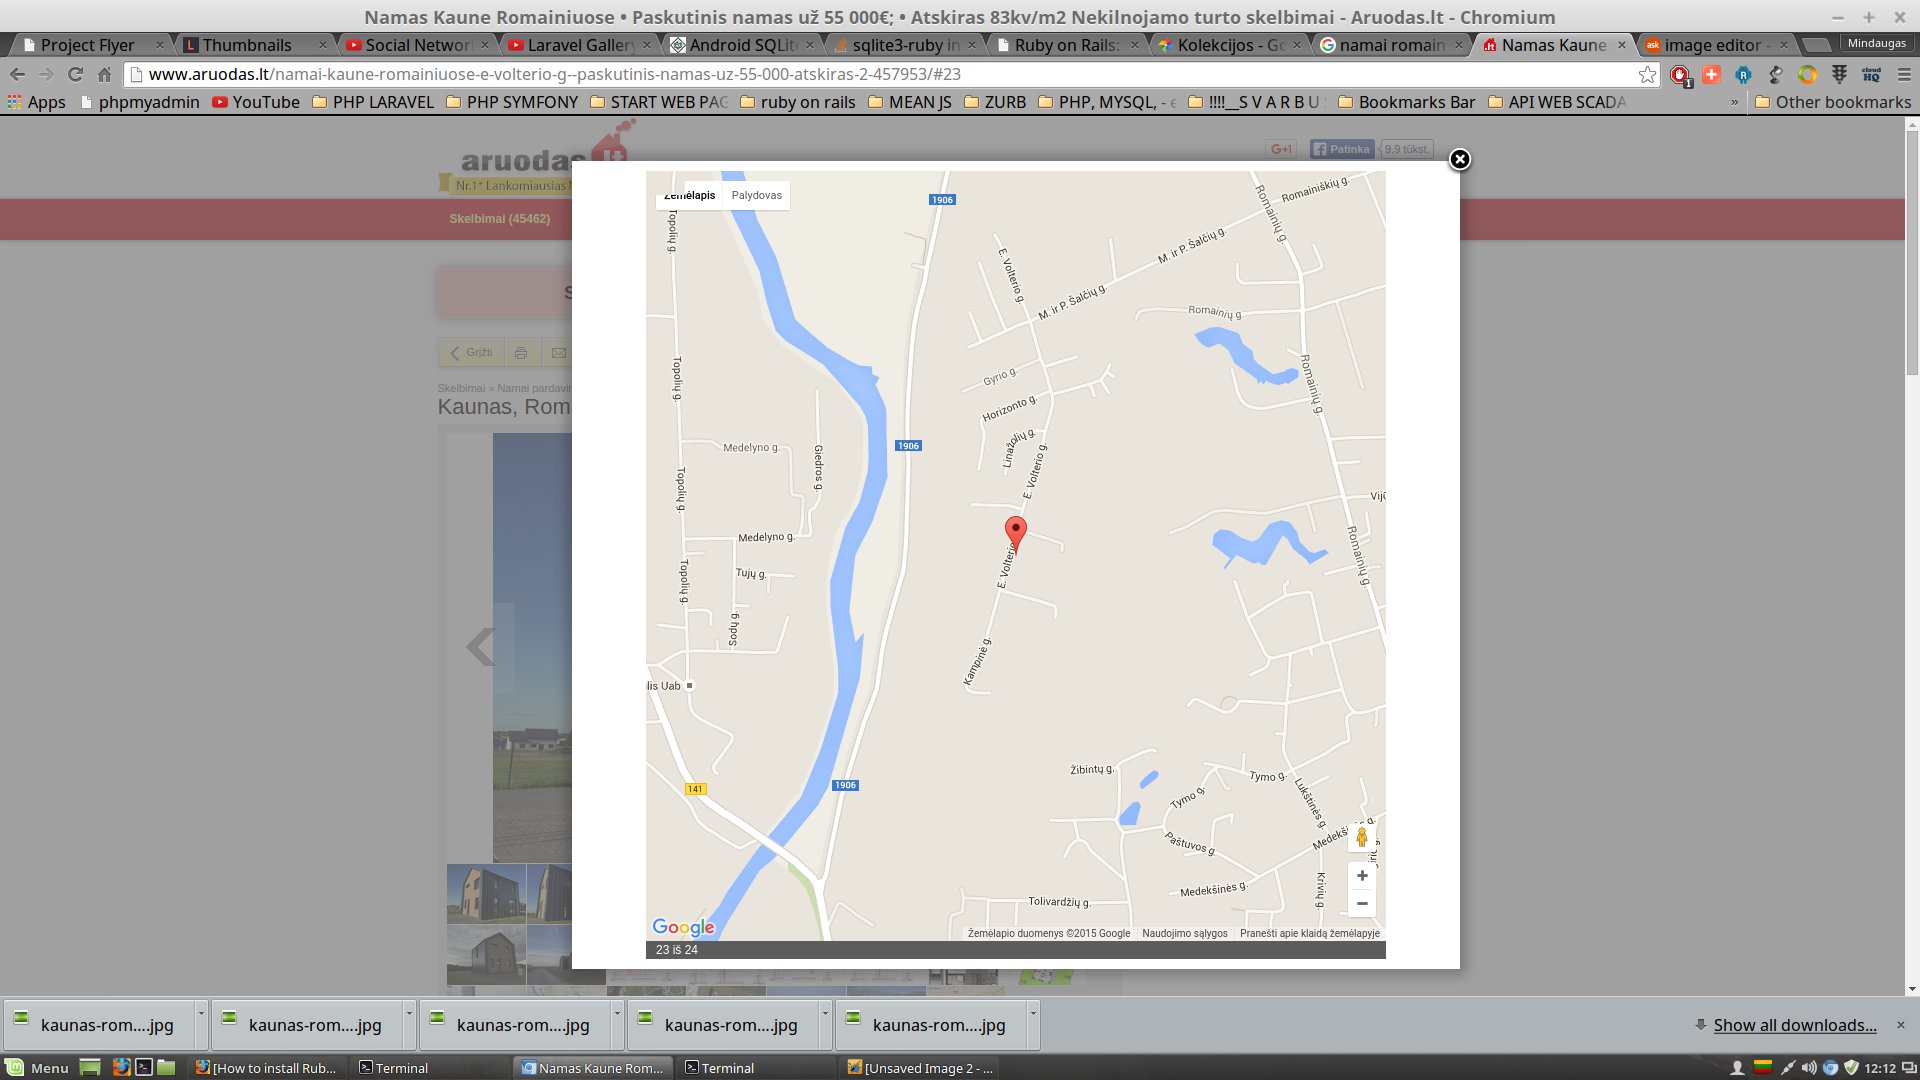 Namas Kaune Romainiuose • Paskutinis namas už 55 000€; • Atskiras 83kv/m2 Nekilnojamo turto skelbimai - Aruodas.lt - Chromium
Project Flyer
Thumbnails
Social Networ
Laravel Gallery
Android SQLit
sqlite3-ruby in
Ruby on Rails:
Kolekcijos - Go
namai romain
Namas Kaune
image editor -
Mindaugas
www.aruodas.lt/namai-kaune-romainiuose-e-volterio-g--paskutinis-namas-uz-55-000-atskiras-2-457953/#23
Apps
phpmyadmin
YouTube
PHP LARAVEL
PHP SYMFONY
START WEB PAG
ruby on rails
MEAN JS
ZURB
PHP, MYSQL, - e
!!!!__S V A R B U
Bookmarks Bar
API WEB SCADA
»
Other bookmarks
aruodas lt
Nr.1* Lankomiausias
G+1
Patinka
9,9 tūkst.
Skelbimai (45462)
Grįžti
Skelbimai » Namai pardavim
Kaunas, Rom
Žemėlapis
Palydovas
1906
Romainiškių g.
Romainių g.
Topolių g.
M. ir P. Šalčių g.
E. Volterio g.
M. ir P. Šalčių g.
Romainių g.
Topolių g.
Gyrio g.
Romainių g.
Horizonto g.
Linažolių g.
1906
Medelyno g.
Giedros g.
E. Volterio g.
Topolių g.
Medelyno g.
Romainių g.
E. Volterio
Tujų g.
Topolių g.
Sodų g.
Kampinė g.
lis Uab
Žibintų g.
Tymo g.
1906
141
Tymo g.
Lukštinės g.
Paštuvos g.
Medekš
Medekšinės g.
Krivių g.
Tolivardžių g.
Google
Žemėlapio duomenys ©2015 Google
Naudojimo sąlygos
Pranešti apie klaidą žemėlapyje
23 iš 24
kaunas-rom....jpg
kaunas-rom....jpg
kaunas-rom....jpg
kaunas-rom....jpg
kaunas-rom....jpg
Show all downloads...
Menu
[How to install Rub...
Terminal
Namas Kaune Rom...
Terminal
[Unsaved Image 2 - ...
12:12